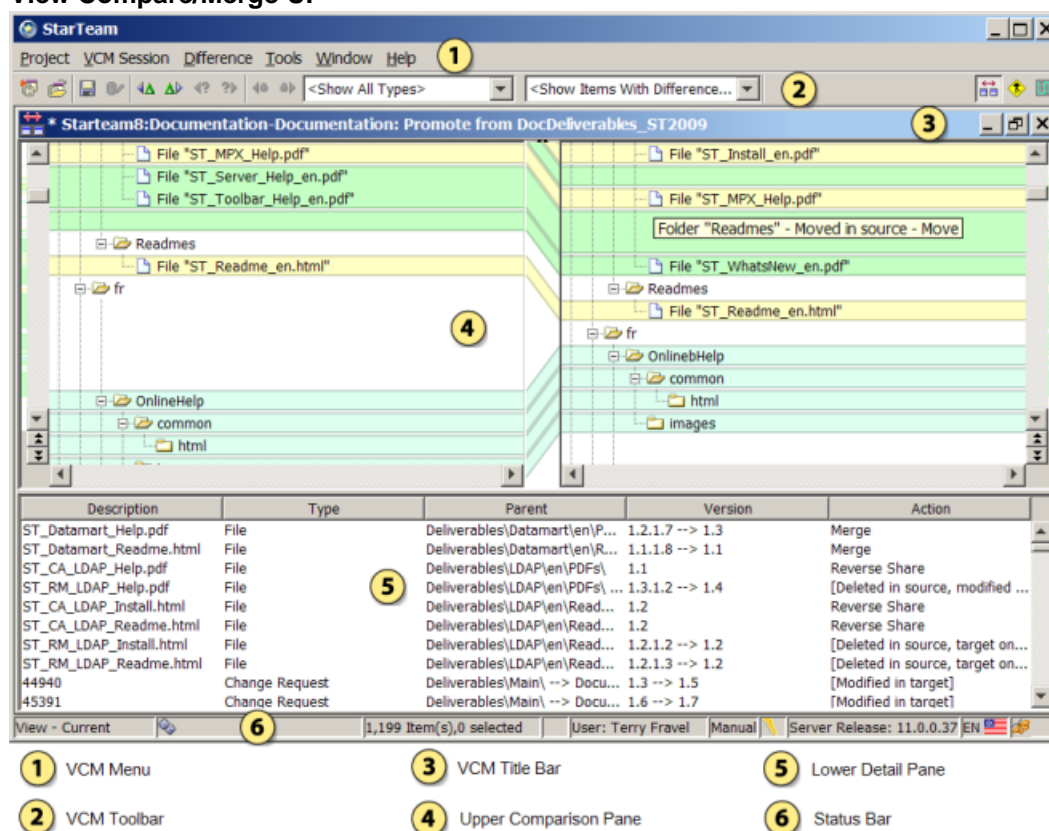 View Compare/Merge UI
StarTeam
Project VCM Session Difference Tools Window Help
1
<Show All Types>
<Show Items With Difference...
2
* Starteam8:Documentation-Documentation: Promote from DocDeliverables_ST2009
3
File "ST_MPX_Help.pdf"
File "ST_Server_Help_en.pdf"
File "ST_Toolbar_Help_en.pdf"
Readmes
File "ST_Readme_en.html"
fr
4
OnlineHelp
common
html
File "ST_Install_en.pdf"
File "ST_MPX_Help.pdf"
Folder "Readmes" - Moved in source - Move
File "ST_WhatsNew_en.pdf"
Readmes
File "ST_Readme_en.html"
fr
OnlinebHelp
common
html
images
Description Type Parent Version Action
ST_Datamart_Help.pdf File Deliverables\Datamart\en\P... 1.2.1.7 --> 1.3 Merge
ST_Datamart_Readme.html File Deliverables\Datamart\en\R... 1.1.1.8 --> 1.1 Merge
ST_CA_LDAP_Help.pdf File Deliverables\LDAP\en\PDFs\ 1.1 Reverse Share
ST_RM_LDAP_Help.pdf File Deliverables\LDAP\en\PDFs\ ... 1.3.1.2 --> 1.4 [Deleted in source, modified ...
ST_CA_LDAP_Install.html File Deliverables\LDAP\en\Read... 1.2 Reverse Share
ST_CA_LDAP_Readme.html File Deliverables\LDAP\en\Read... 1.2 Reverse Share
ST_RM_LDAP_Install.html File Deliverables\LDAP\en\Read... 1.2.1.2 --> 1.2 [Deleted in source, target on...
ST_RM_LDAP_Readme.html File Deliverables\LDAP\en\Read... 1.2.1.3 --> 1.2 [Deleted in source, target on...
44940 Change Request Deliverables\Main\ --> Docu... 1.3 --> 1.5 [Modified in target]
45391 Change Request Deliverables\Main\ --> Docu... 1.6 --> 1.7 [Modified in target]
5
View - Current 6 1,199 Item(s),0 selected User: Terry Fravel Manual Server Release: 11.0.0.37 EN
1 VCM Menu 3 VCM Title Bar 5 Lower Detail Pane
2 VCM Toolbar 4 Upper Comparison Pane 6 Status Bar